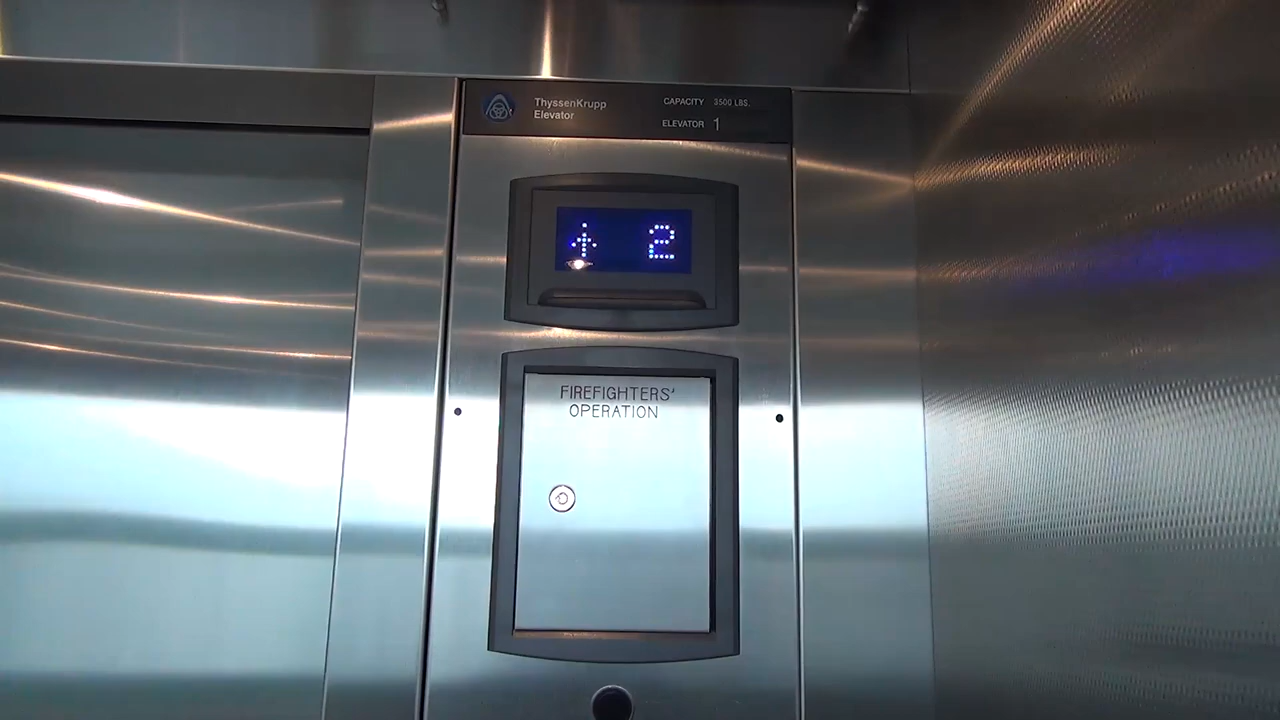 ThyssenKrupp
Elevator
CAPACITY 3500 LBS.
ELEVATOR 1
2
FIREFIGHTERS'
OPERATION